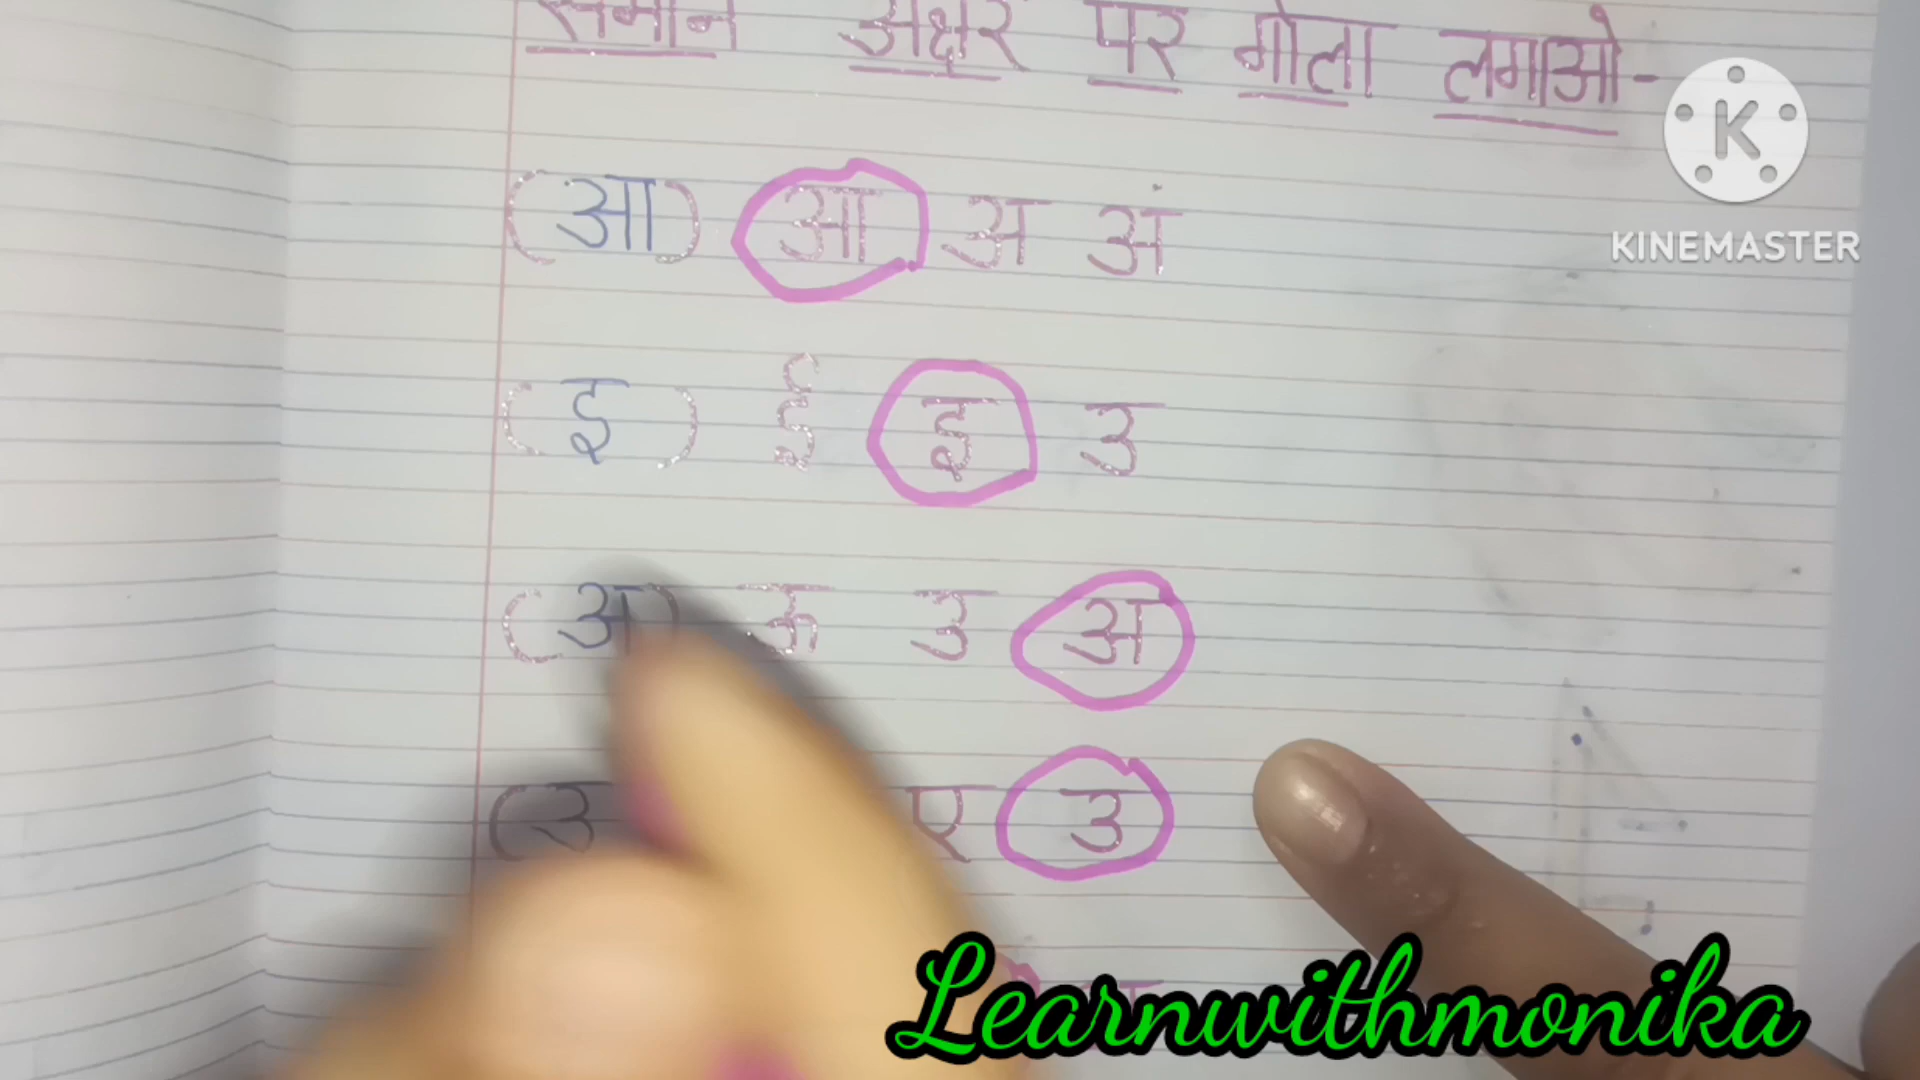 समान अक्षर पर गोला लगाओ-
(आ) आ अ अं
(इ) ई इ उ
(अ) ऊ उ अ
(उ ए उ
K
KINEMASTER
Learnwithmonika